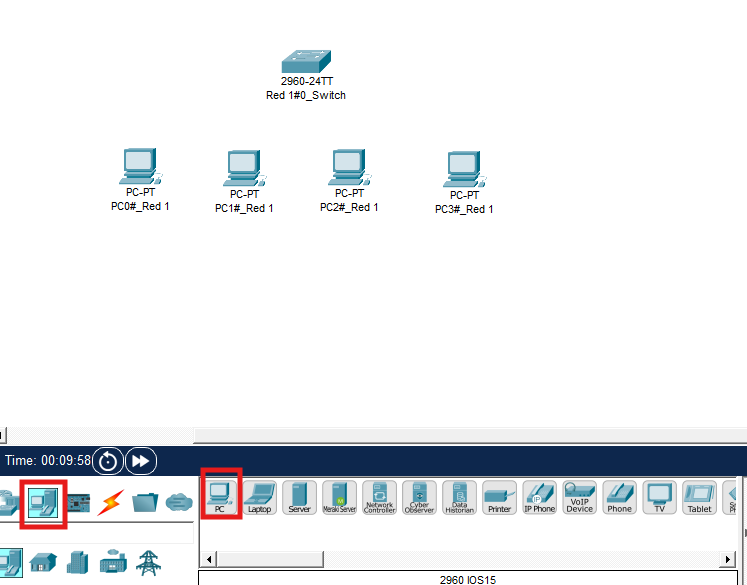 2960-24TT
Red 1#0_Switch
PC-PT
PC0#_Red 1
PC-PT
PC1#_Red 1
PC-PT
PC2#_Red 1
PC-PT
PC3#_Red 1
Time: 00:09:58
PC
Laptop
Server
Meraki Server
Network
Controller
Cyber
Observer
Data
Historian
Printer
IP Phone
VoIP
Device
Phone
TV
Tablet
2960 IOS15